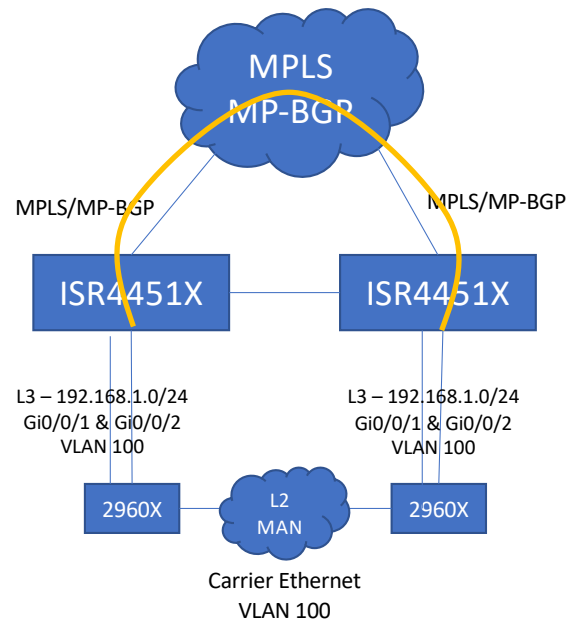 MPLS
MP-BGP
MPLS/MP-BGP
MPLS/MP-BGP
ISR4451X
ISR4451X
L3 – 192.168.1.0/24
Gi0/0/1 & Gi0/0/2
VLAN 100
L3 – 192.168.1.0/24
Gi0/0/1 & Gi0/0/2
VLAN 100
2960X
L2
MAN
2960X
Carrier Ethernet
VLAN 100